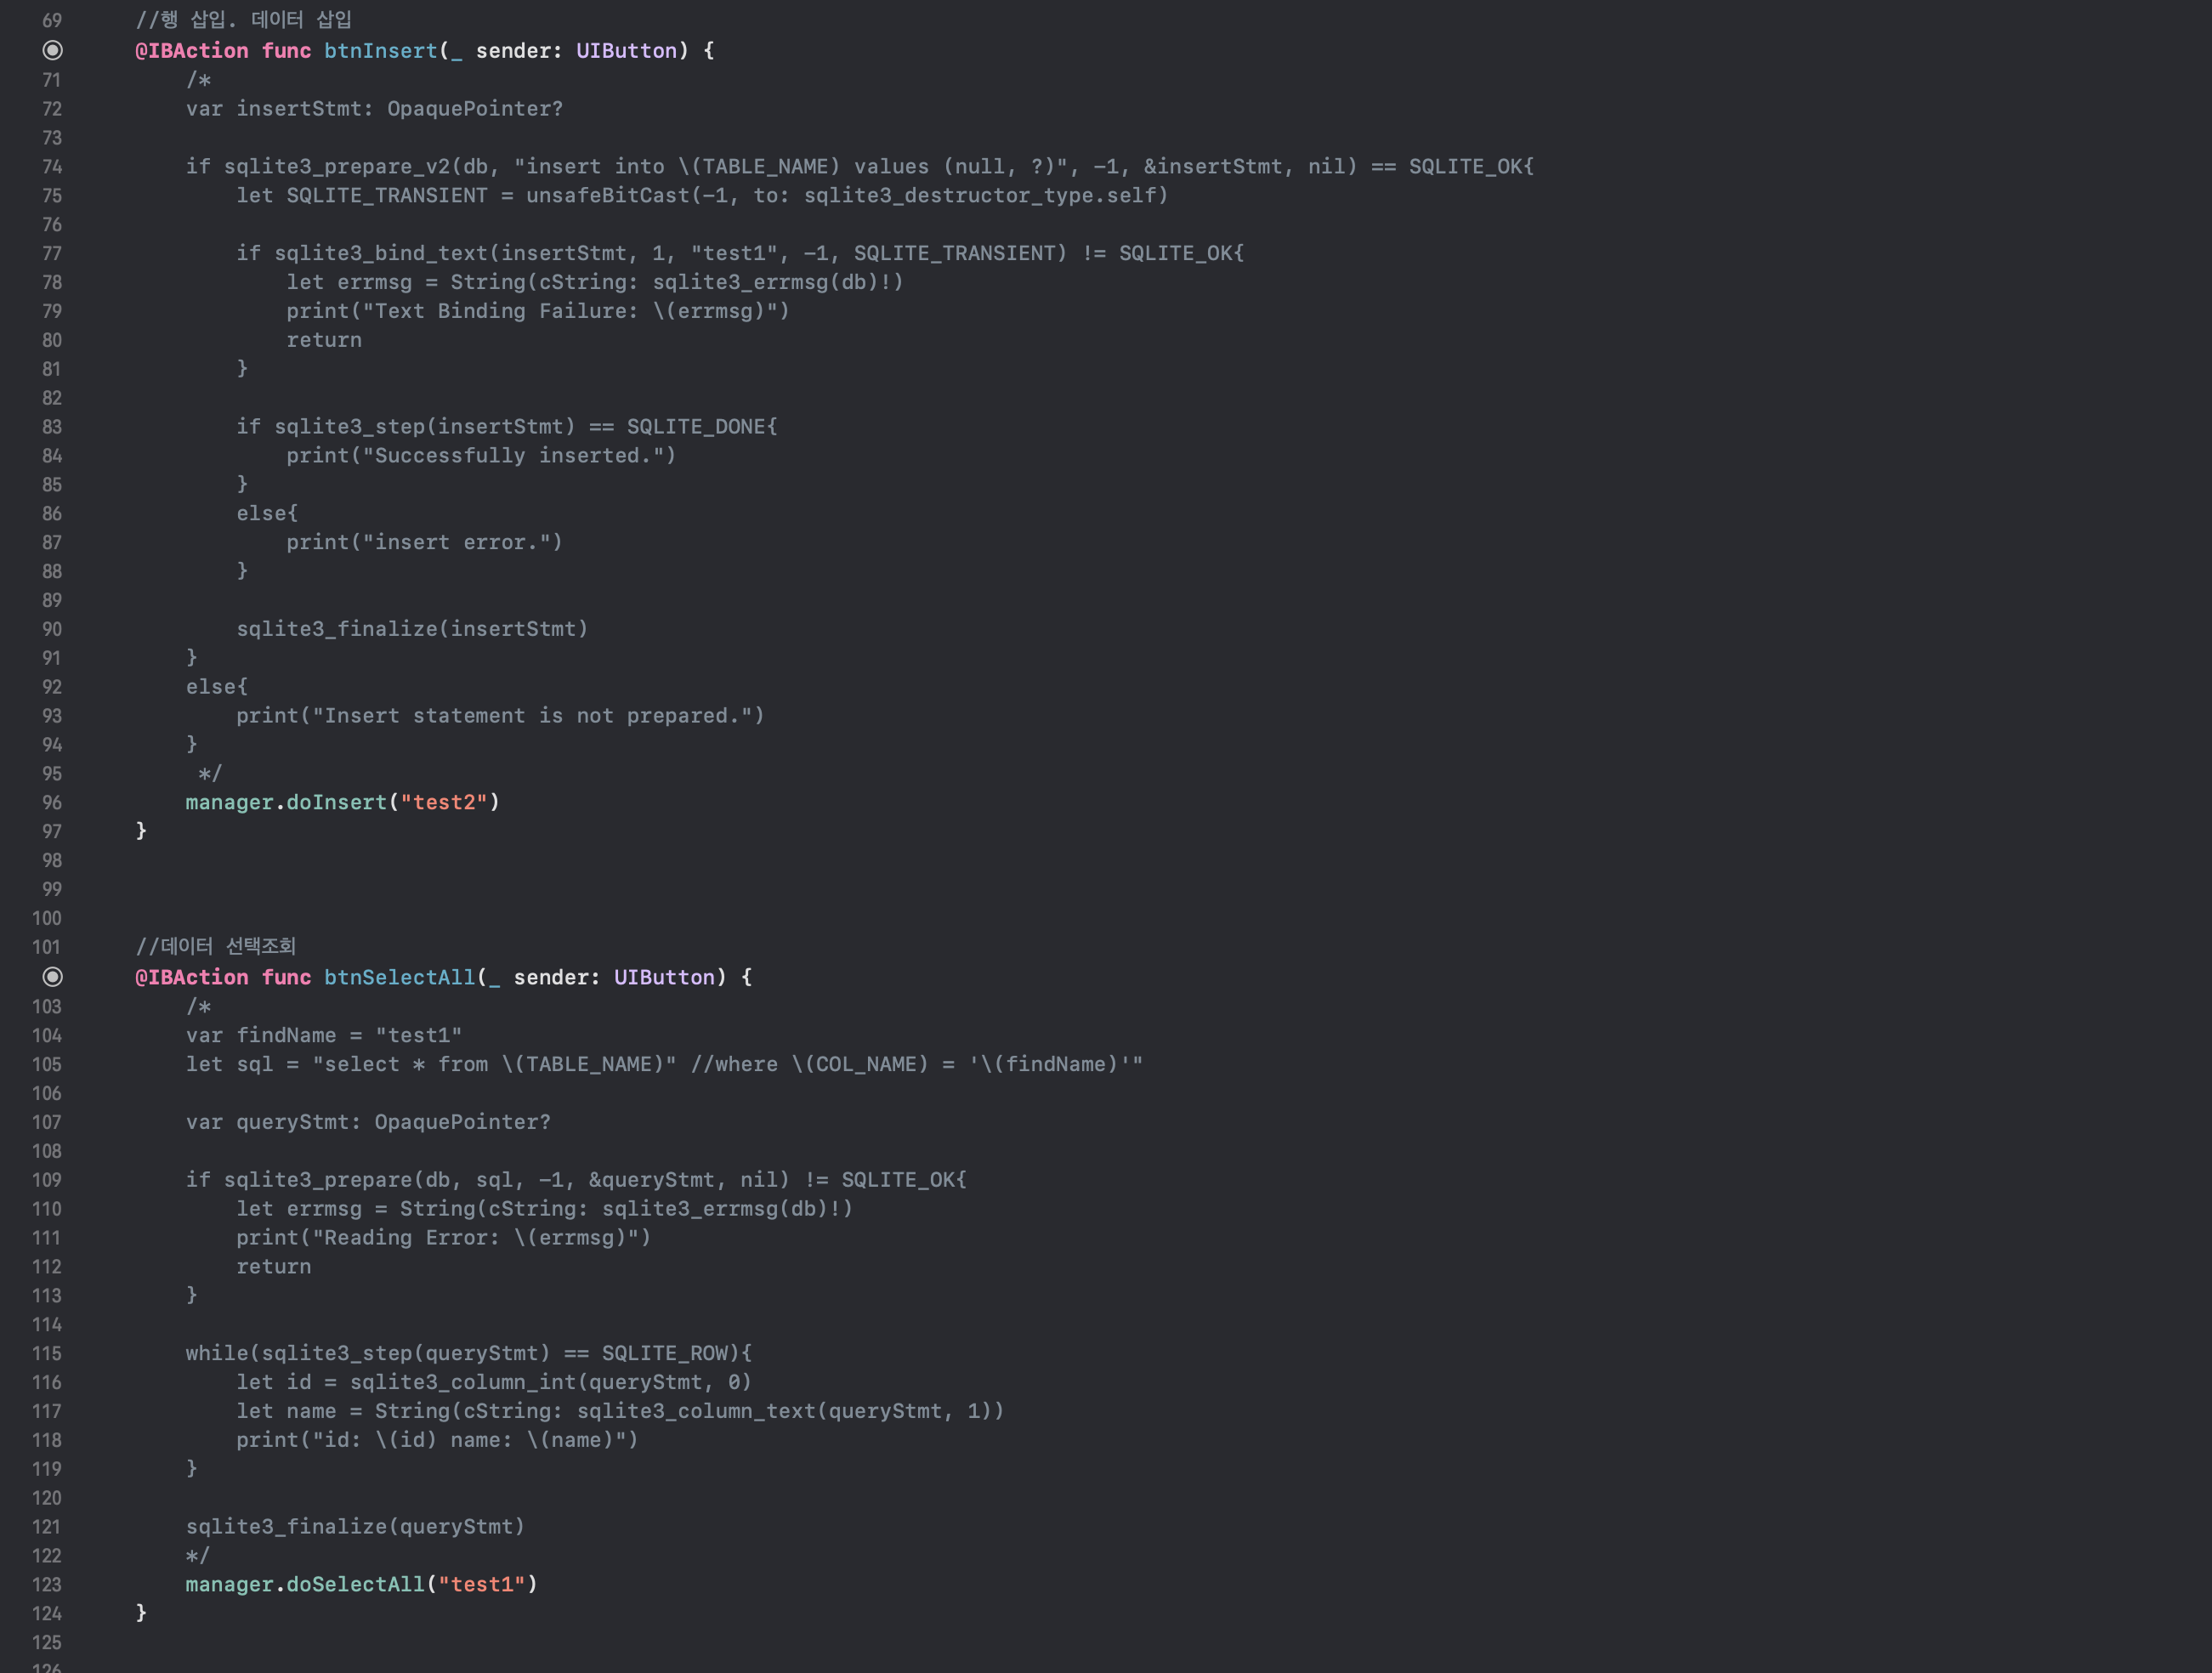 69 //행 삽입. 데이터 삽입
@IBAction func btnInsert(_ sender: UIButton) {
71 /*
72 var insertStmt: OpaquePointer?
73
74 if sqlite3_prepare_v2(db, "insert into \(TABLE_NAME) values (null, ?)", -1, &insertStmt, nil) == SQLITE_OK{
75 let SQLITE_TRANSIENT = unsafeBitCast(-1, to: sqlite3_destructor_type.self)
76
77 if sqlite3_bind_text(insertStmt, 1, "test1", -1, SQLITE_TRANSIENT) != SQLITE_OK{
78 let errmsg = String(cString: sqlite3_errmsg(db)!)
79 print("Text Binding Failure: \(errmsg)")
80 return
81 }
82
83 if sqlite3_step(insertStmt) == SQLITE_DONE{
84 print("Successfully inserted.")
85 }
86 else{
87 print("insert error.")
88 }
89
90 sqlite3_finalize(insertStmt)
91 }
92 else{
93 print("Insert statement is not prepared.")
94 }
95 */
96 manager.doInsert("test2")
97 }
98
99
100
101 //데이터 선택조회
@IBAction func btnSelectAll(_ sender: UIButton) {
103 /*
104 var findName = "test1"
105 let sql = "select * from \(TABLE_NAME)" //where \(COL_NAME) = '\(findName)'"
106
107 var queryStmt: OpaquePointer?
108
109 if sqlite3_prepare(db, sql, -1, &queryStmt, nil) != SQLITE_OK{
110 let errmsg = String(cString: sqlite3_errmsg(db)!)
111 print("Reading Error: \(errmsg)")
112 return
113 }
114
115 while(sqlite3_step(queryStmt) == SQLITE_ROW){
116 let id = sqlite3_column_int(queryStmt, 0)
117 let name = String(cString: sqlite3_column_text(queryStmt, 1))
118 print("id: \(id) name: \(name)")
119 }
120
121 sqlite3_finalize(queryStmt)
122 */
123 manager.doSelectAll("test1")
124 }
125
126